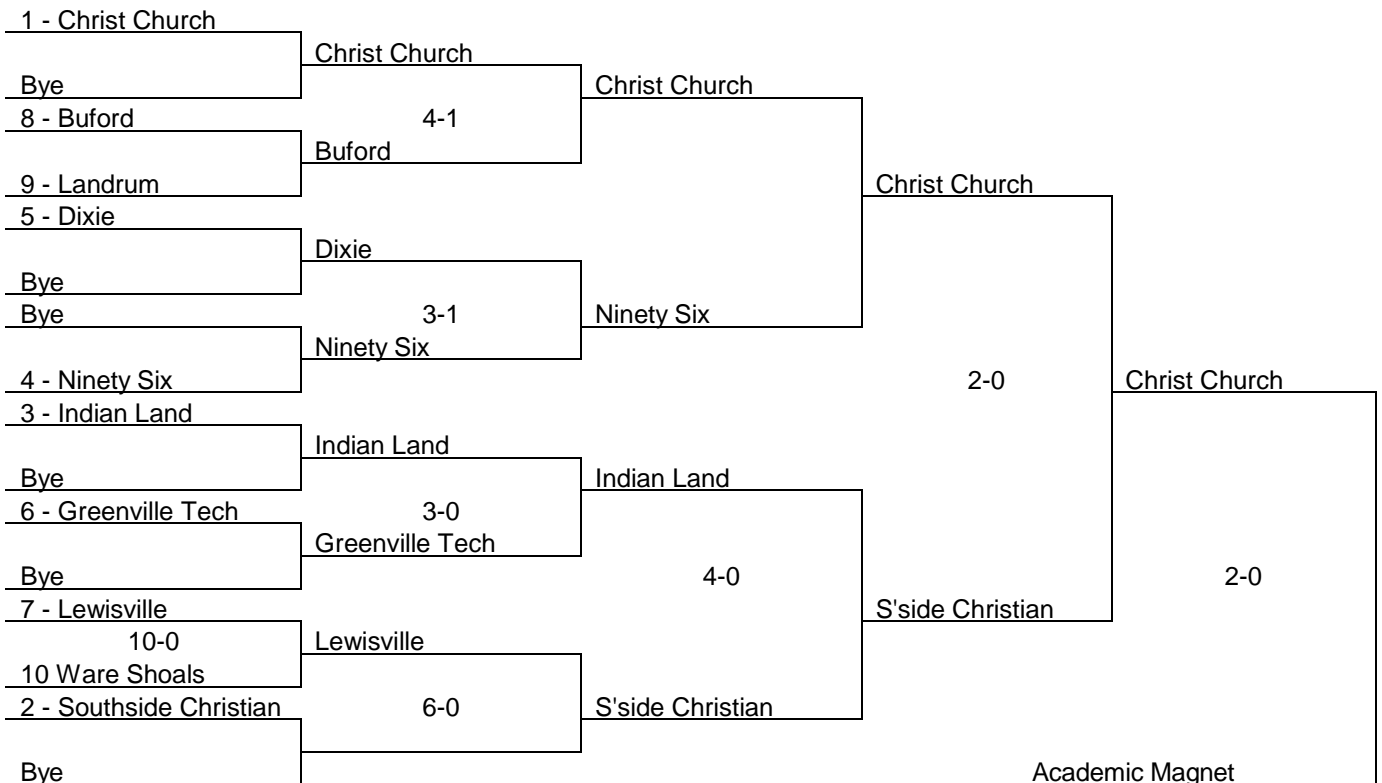 1 - Christ Church
Christ Church
Bye
Christ Church
8 - Buford
4-1
Buford
9 - Landrum
Christ Church
5 - Dixie
Dixie
Bye
Bye
3-1
Ninety Six
Ninety Six
4 - Ninety Six
2-0
Christ Church
3 - Indian Land
Indian Land
Bye
Indian Land
6 - Greenville Tech
3-0
Greenville Tech
Bye
4-0
2-0
7 - Lewisville
S'side Christian
10-0
Lewisville
10 Ware Shoals
2 - Southside Christian
6-0
S'side Christian
Bye
Academic Magnet